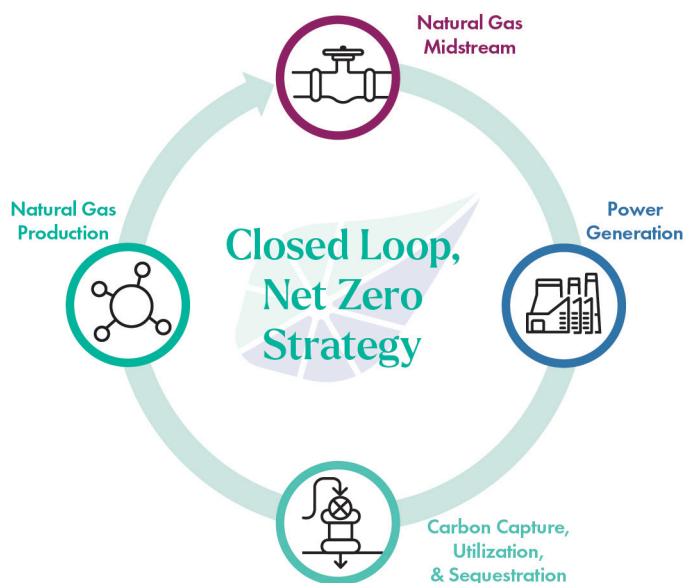 Natural Gas
Midstream
Natural Gas
Production
Closed Loop,
Net Zero
Strategy
Power
Generation
Carbon Capture,
Utilization,
& Sequestration